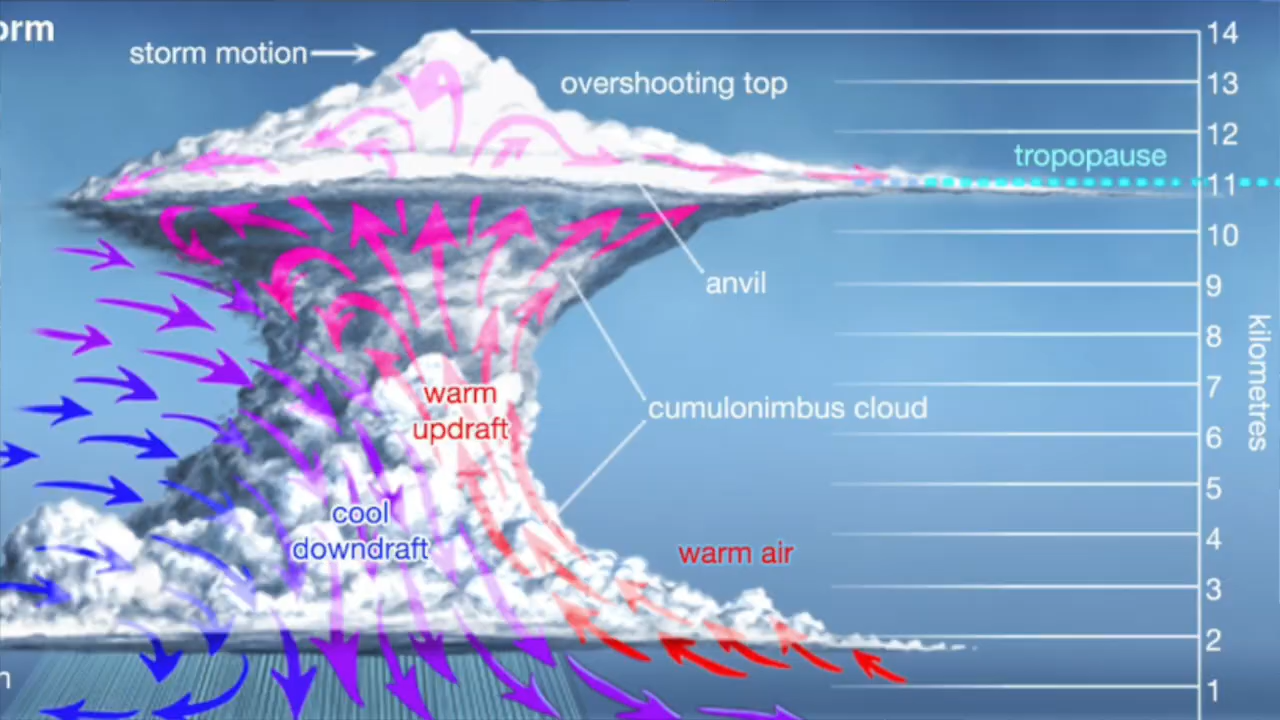 orm
storm motion
overshooting top
tropopause
anvil
warm
updraft
cumulonimbus cloud
cool
downdraft
warm air
n
14
13
12
11
10
9
8
7
6
5
4
3
2
1
kilometres